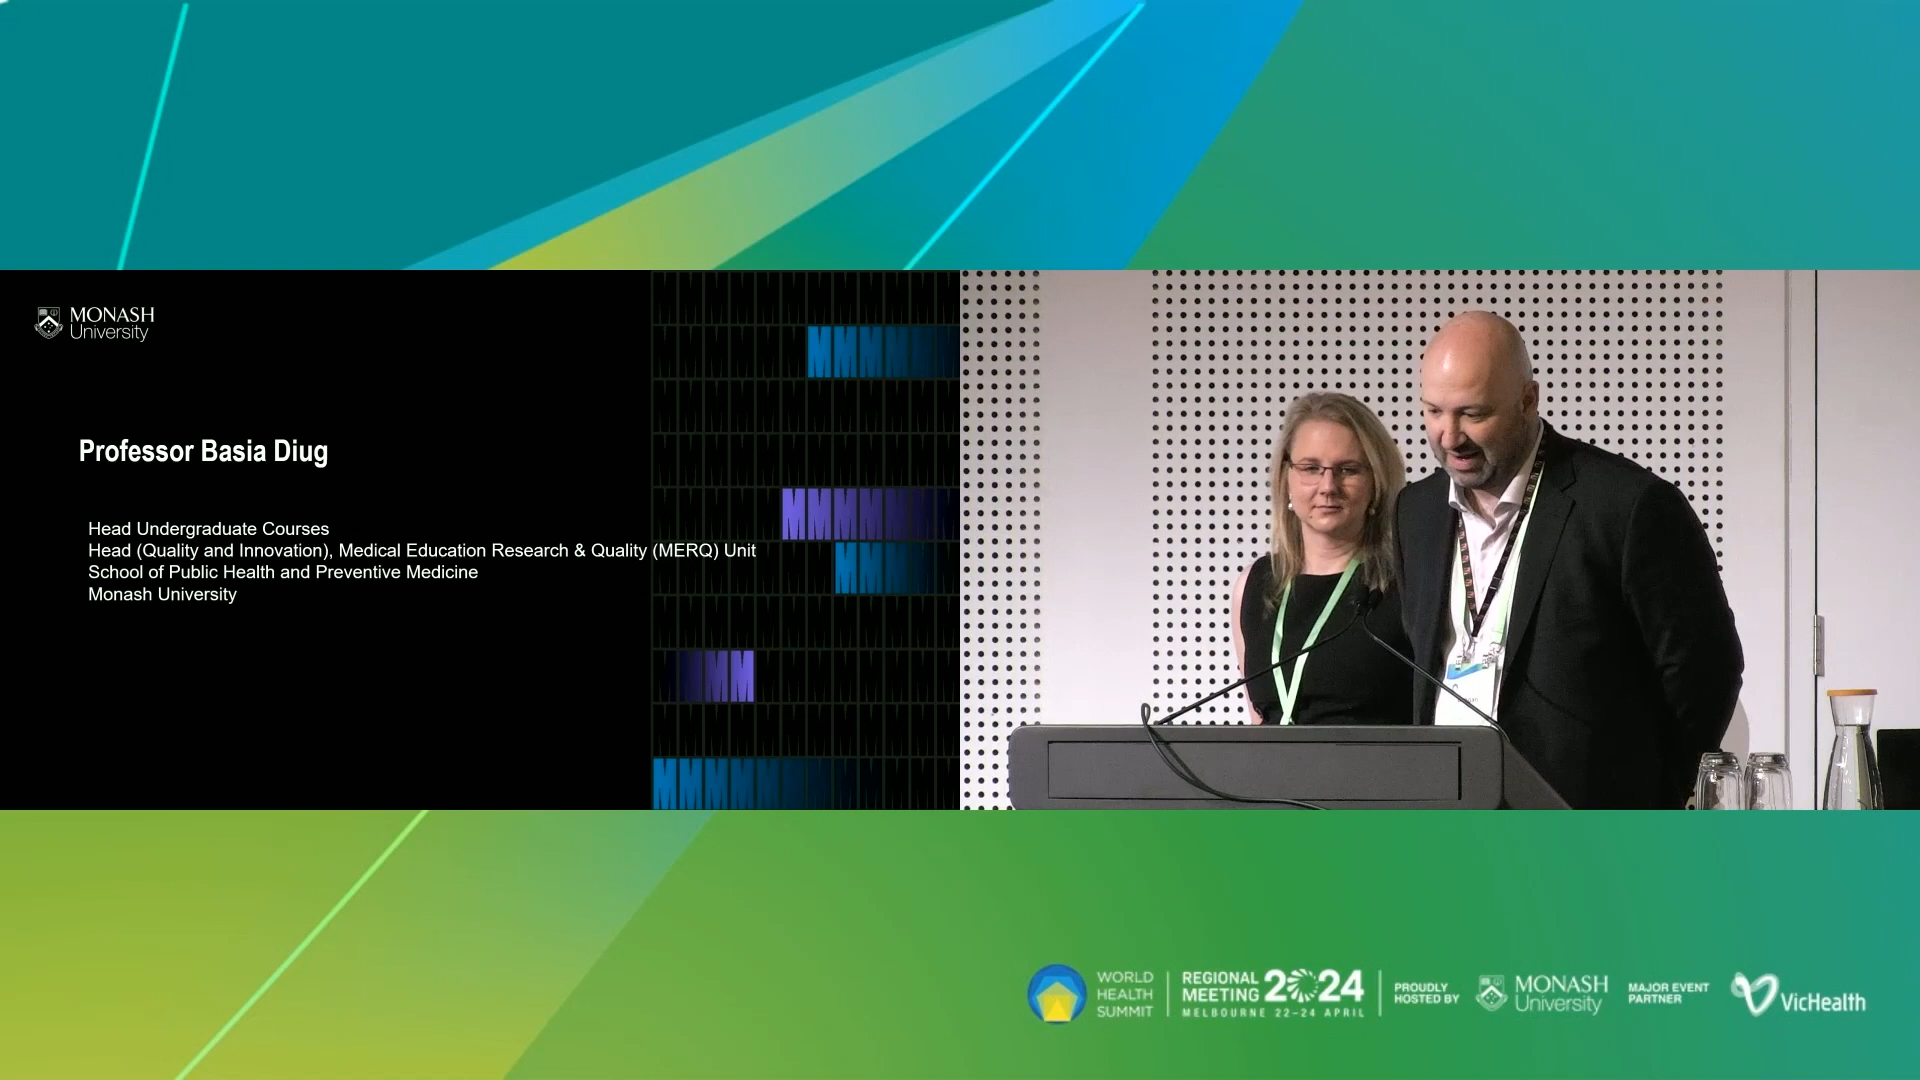 MONASH
University
Professor Basia Diug
Head Undergraduate Courses
Head (Quality and Innovation), Medical Education Research & Quality (MERQ) Unit
School of Public Health and Preventive Medicine
Monash University
WORLD
HEALTH
SUMMIT
REGIONAL
MEETING 2024
MELBOURNE 22–24 APRIL
PROUDLY
HOSTED BY
MONASH
University
MAJOR EVENT
PARTNER
VicHealth